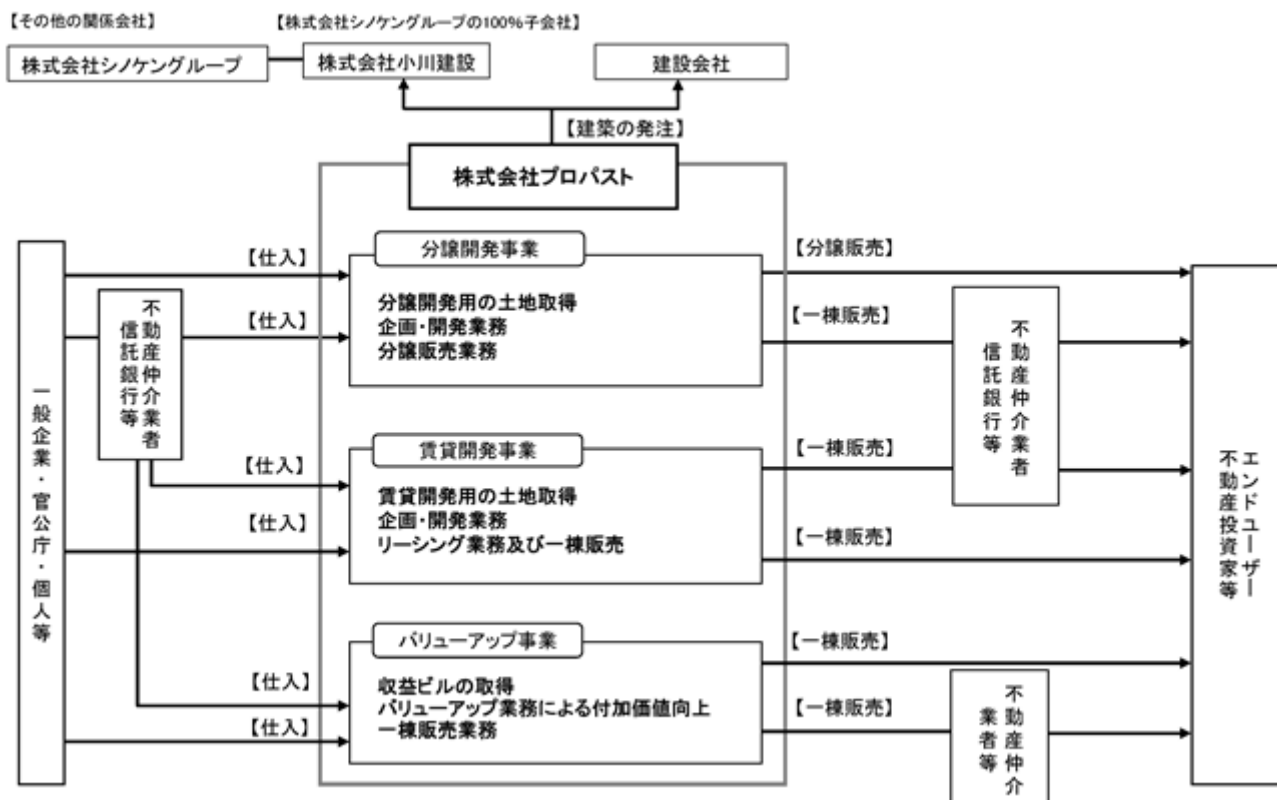 【その他の関係会社】
【株式会社シノケングループの100%子会社】
株式会社シノケングループ
株式会社小川建設
建設会社
【建築の発注】
株式会社プロパスト
一般企業・官公庁・個人等
不動産仲介業者
信託銀行等
【仕入】
【仕入】
分譲開発事業
分譲開発用の土地取得
企画・開発業務
分譲販売業務
【分譲販売】
【一棟販売】
【仕入】
【仕入】
賃貸開発事業
賃貸開発用の土地取得
企画・開発業務
リーシング業務及び一棟販売
【一棟販売】
【一棟販売】
不動産仲介業者
信託銀行等
【仕入】
【仕入】
バリューアップ事業
収益ビルの取得
バリューアップ業務による付加価値向上
一棟販売業務
【一棟販売】
【一棟販売】
不動産仲介
業者等
エンドユーザー
不動産投資家等